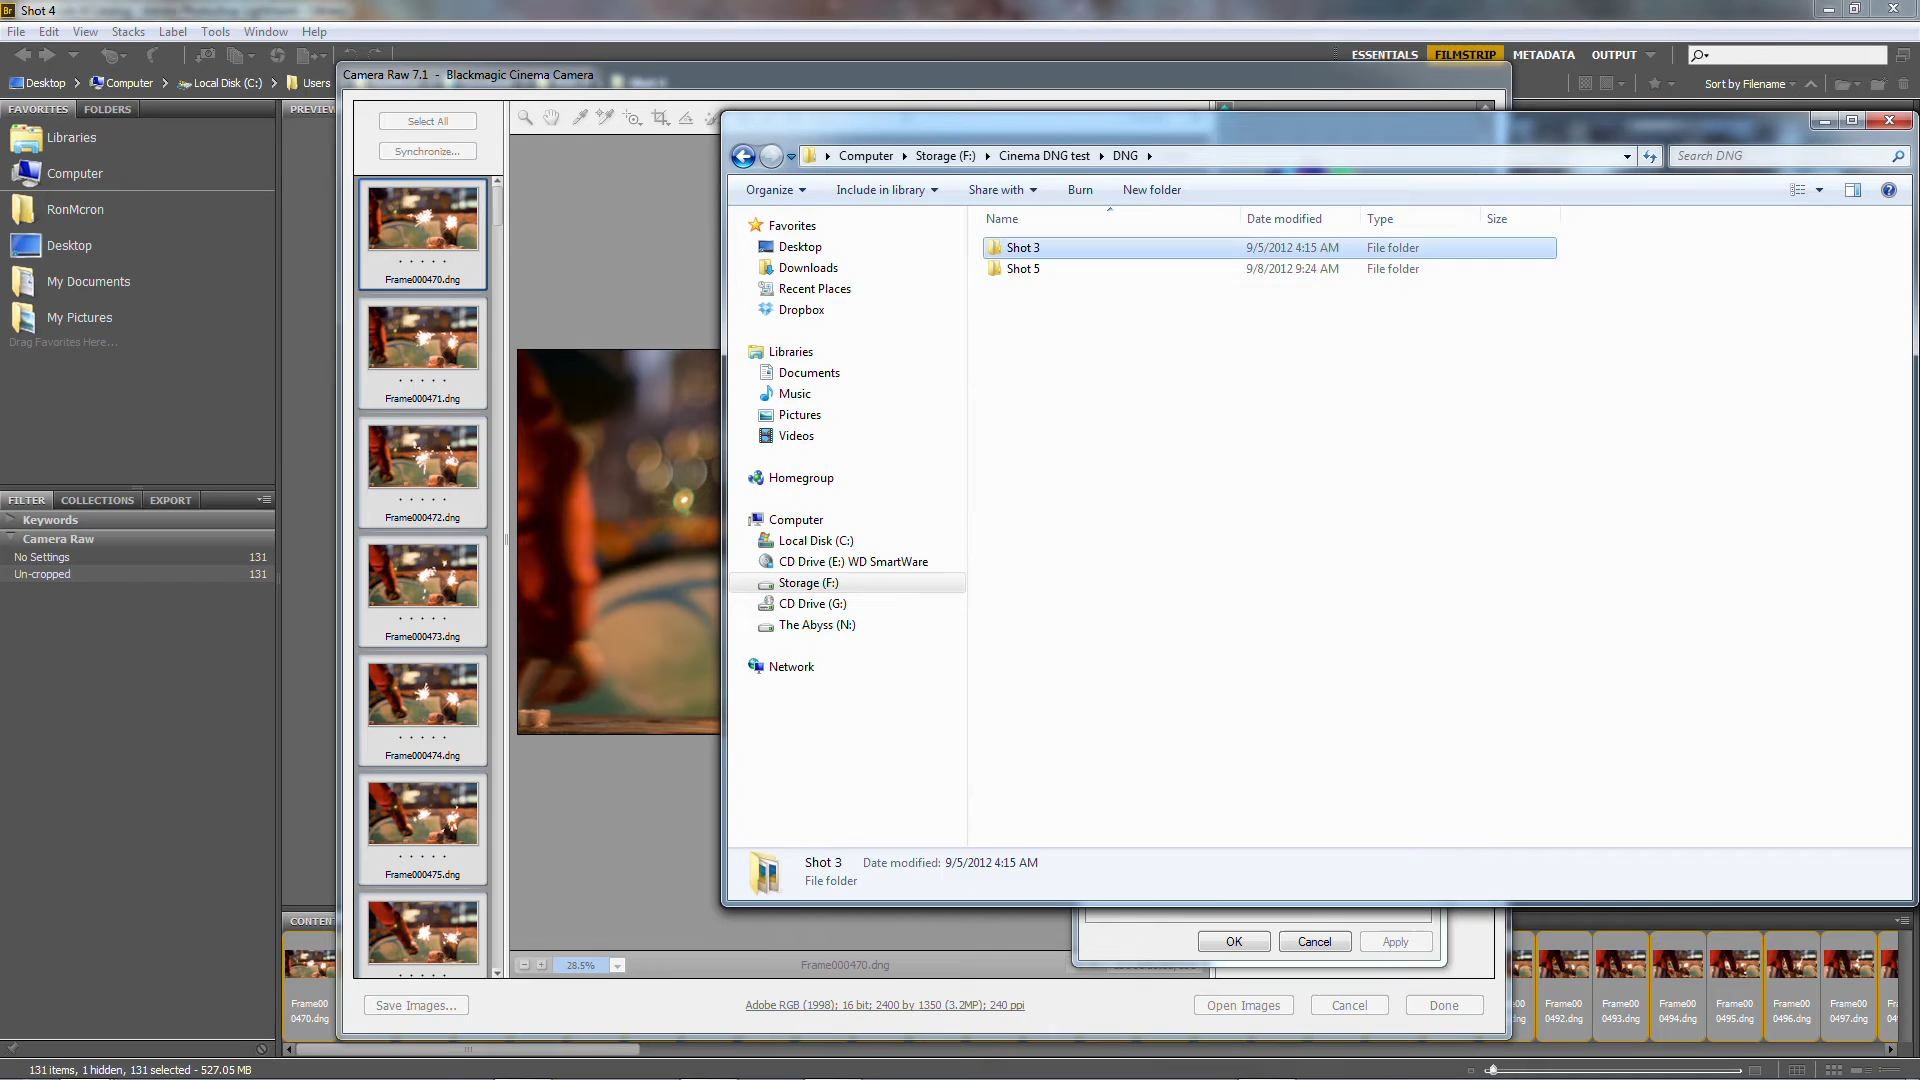 Br Shot 4
File Edit View Stacks Label Tools Window Help
ESSENTIALS FILMSTRIP METADATA OUTPUT
Desktop Computer Local Disk (C:) Users
Sort by Filename
FAVORITES FOLDERS
PREVIEW
Libraries
Computer
RonMcron
Desktop
My Documents
My Pictures
Drag Favorites Here...
FILTER COLLECTIONS EXPORT
Keywords
Camera Raw
No Settings 131
Un-cropped 131
Camera Raw 7.1 - Blackmagic Cinema Camera
Select All
Synchronize...
Frame000470.dng
Frame000471.dng
Frame000472.dng
Frame000473.dng
Frame000474.dng
Frame000475.dng
28.5%
Frame000470.dng
Save Images...
Adobe RGB (1998); 16 bit; 2400 by 1350 (3.2MP); 240 ppi
Open Images Cancel Done
Computer Storage (F:) Cinema DNG test DNG
Search DNG
Organize Include in library Share with Burn New folder
Name Date modified Type Size
Shot 3 9/5/2012 4:15 AM File folder
Shot 5 9/8/2012 9:24 AM File folder
Favorites
Desktop
Downloads
Recent Places
Dropbox
Libraries
Documents
Music
Pictures
Videos
Homegroup
Computer
Local Disk (C:)
CD Drive (E:) WD SmartWare
Storage (F:)
CD Drive (G:)
The Abyss (N:)
Network
Shot 3 Date modified: 9/5/2012 4:15 AM
File folder
OK Cancel Apply
CONTEN
Frame00 Frame00 Frame00 Frame00 Frame00 Frame00 Frame00
0470.dng 0492.dng 0493.dng 0494.dng 0495.dng 0496.dng 0497.dng
131 items, 1 hidden, 131 selected - 527.05 MB